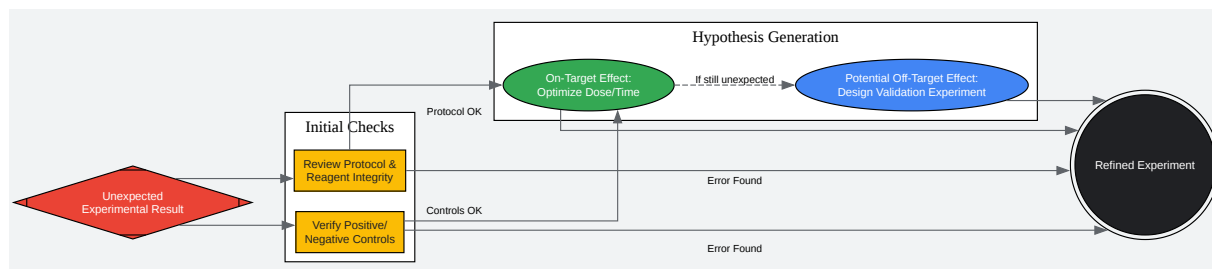 Hypothesis Generation
On-Target Effect:
Optimize Dose/Time
If still unexpected
Potential Off-Target Effect:
Design Validation Experiment
Protocol OK
Initial Checks
Review Protocol &
Reagent Integrity
Refined Experiment
Error Found
Unexpected
Experimental Result
Controls OK
Verify Positive/
Negative Controls
Error Found